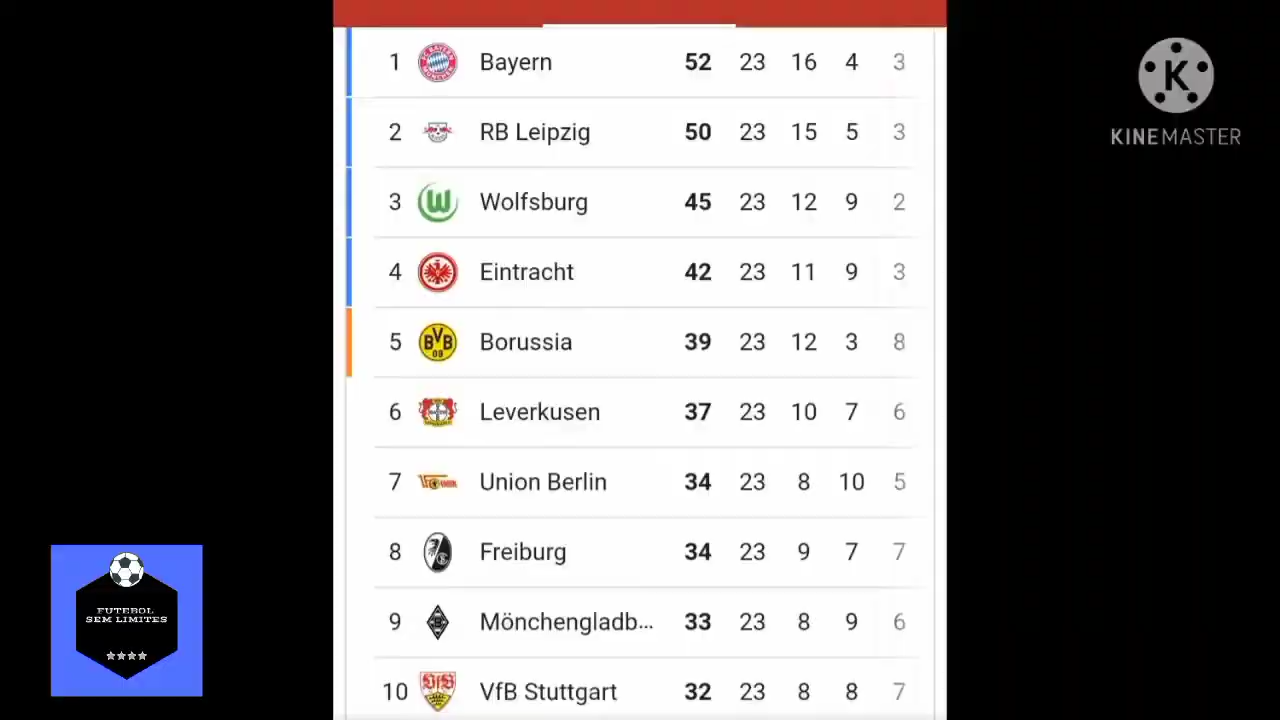 1 Bayern 52 23 16 4 3
2 RB Leipzig 50 23 15 5 3
3 Wolfsburg 45 23 12 9 2
4 Eintracht 42 23 11 9 3
5 BVB 09 Borussia 39 23 12 3 8
6 Leverkusen 37 23 10 7 6
7 Union Berlin 34 23 8 10 5
8 Freiburg 34 23 9 7 7
9 Mönchengladb... 33 23 8 9 6
10 VfB Stuttgart 32 23 8 8 7
K
KINEMASTER
FUTEBOL
SEM LIMITES